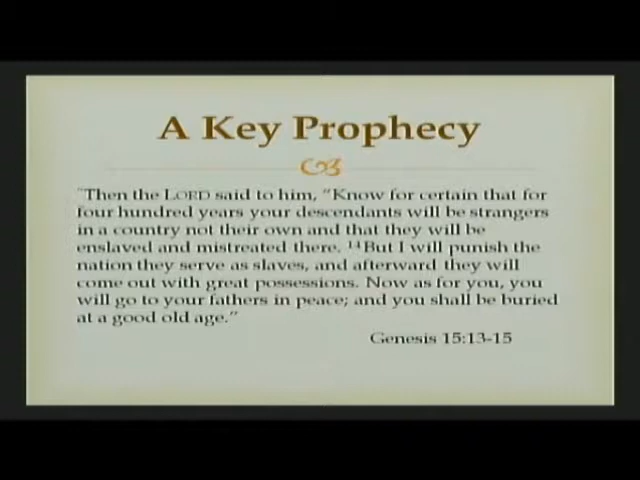 A Key Prophecy
"Then the LORD said to him, “Know for certain that for
four hundred years your descendants will be strangers
in a country not their own and that they will be
enslaved and mistreated there. 14But I will punish the
nation they serve as slaves, and afterward they will
come out with great possessions. Now as for you, you
will go to your fathers in peace; and you shall be buried
at a good old age.”
Genesis 15:13-15